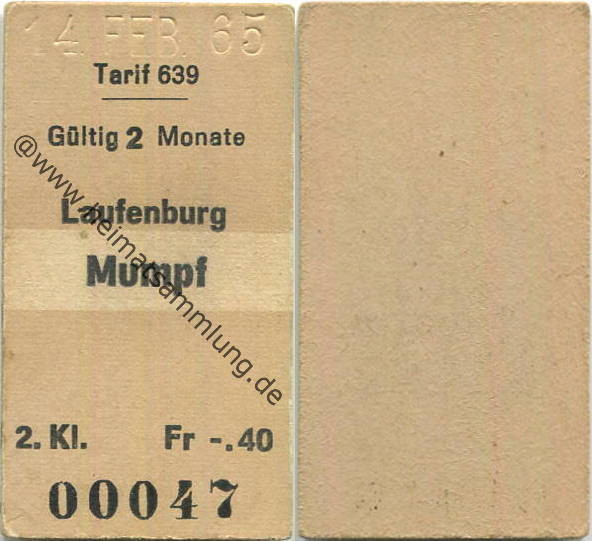 14. FEB. 65
Tarif 639
Gültig 2 Monate
Laufenburg
Mumpf
2. Kl. Fr -.40
00047
@www.heimatsammlung.de